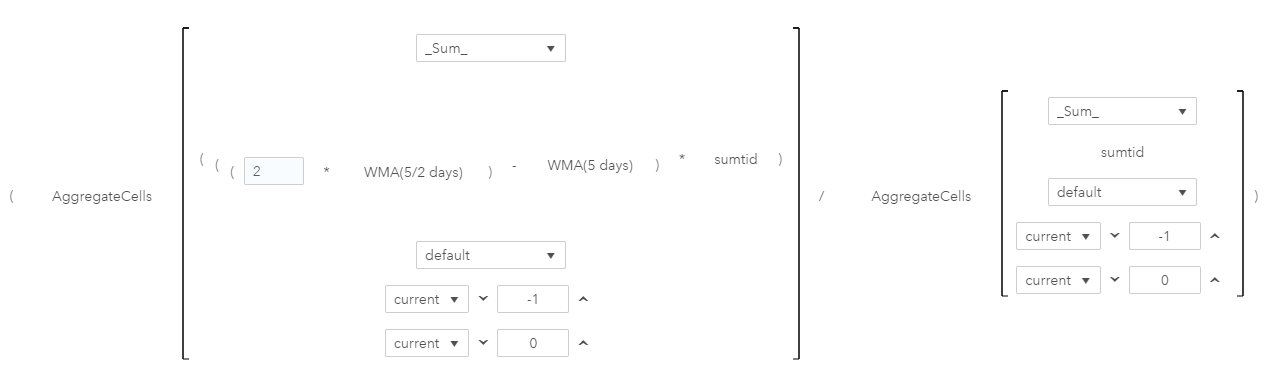 ( AggregateCells
_Sum_
( ( ( 2 * WMA(5/2 days) ) - WMA(5 days) ) * sumtid )
default
current -1
current 0
/ AggregateCells
_Sum_
sumtid
default
current -1
current 0
)